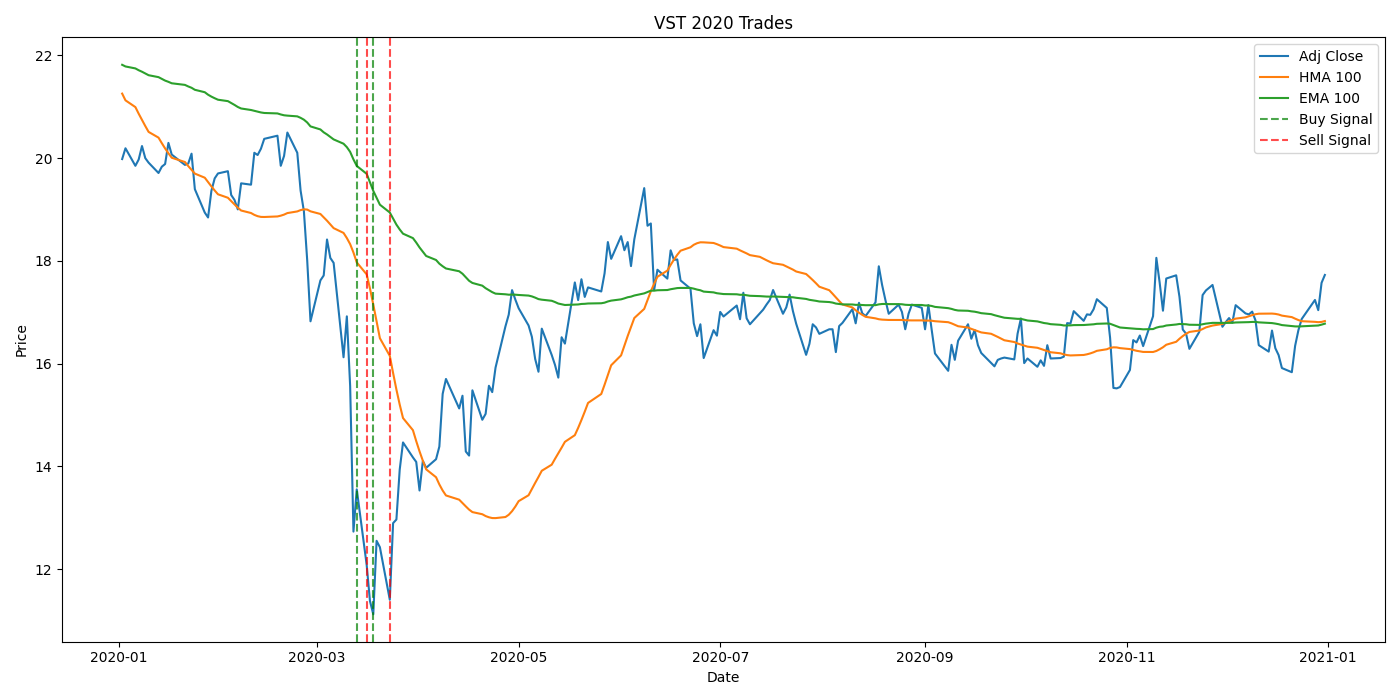 VST 2020 Trades
Adj Close
HMA 100
EMA 100
Buy Signal
Sell Signal
Price
22
20
18
16
14
12
2020-01
2020-03
2020-05
2020-07
2020-09
2020-11
2021-01
Date